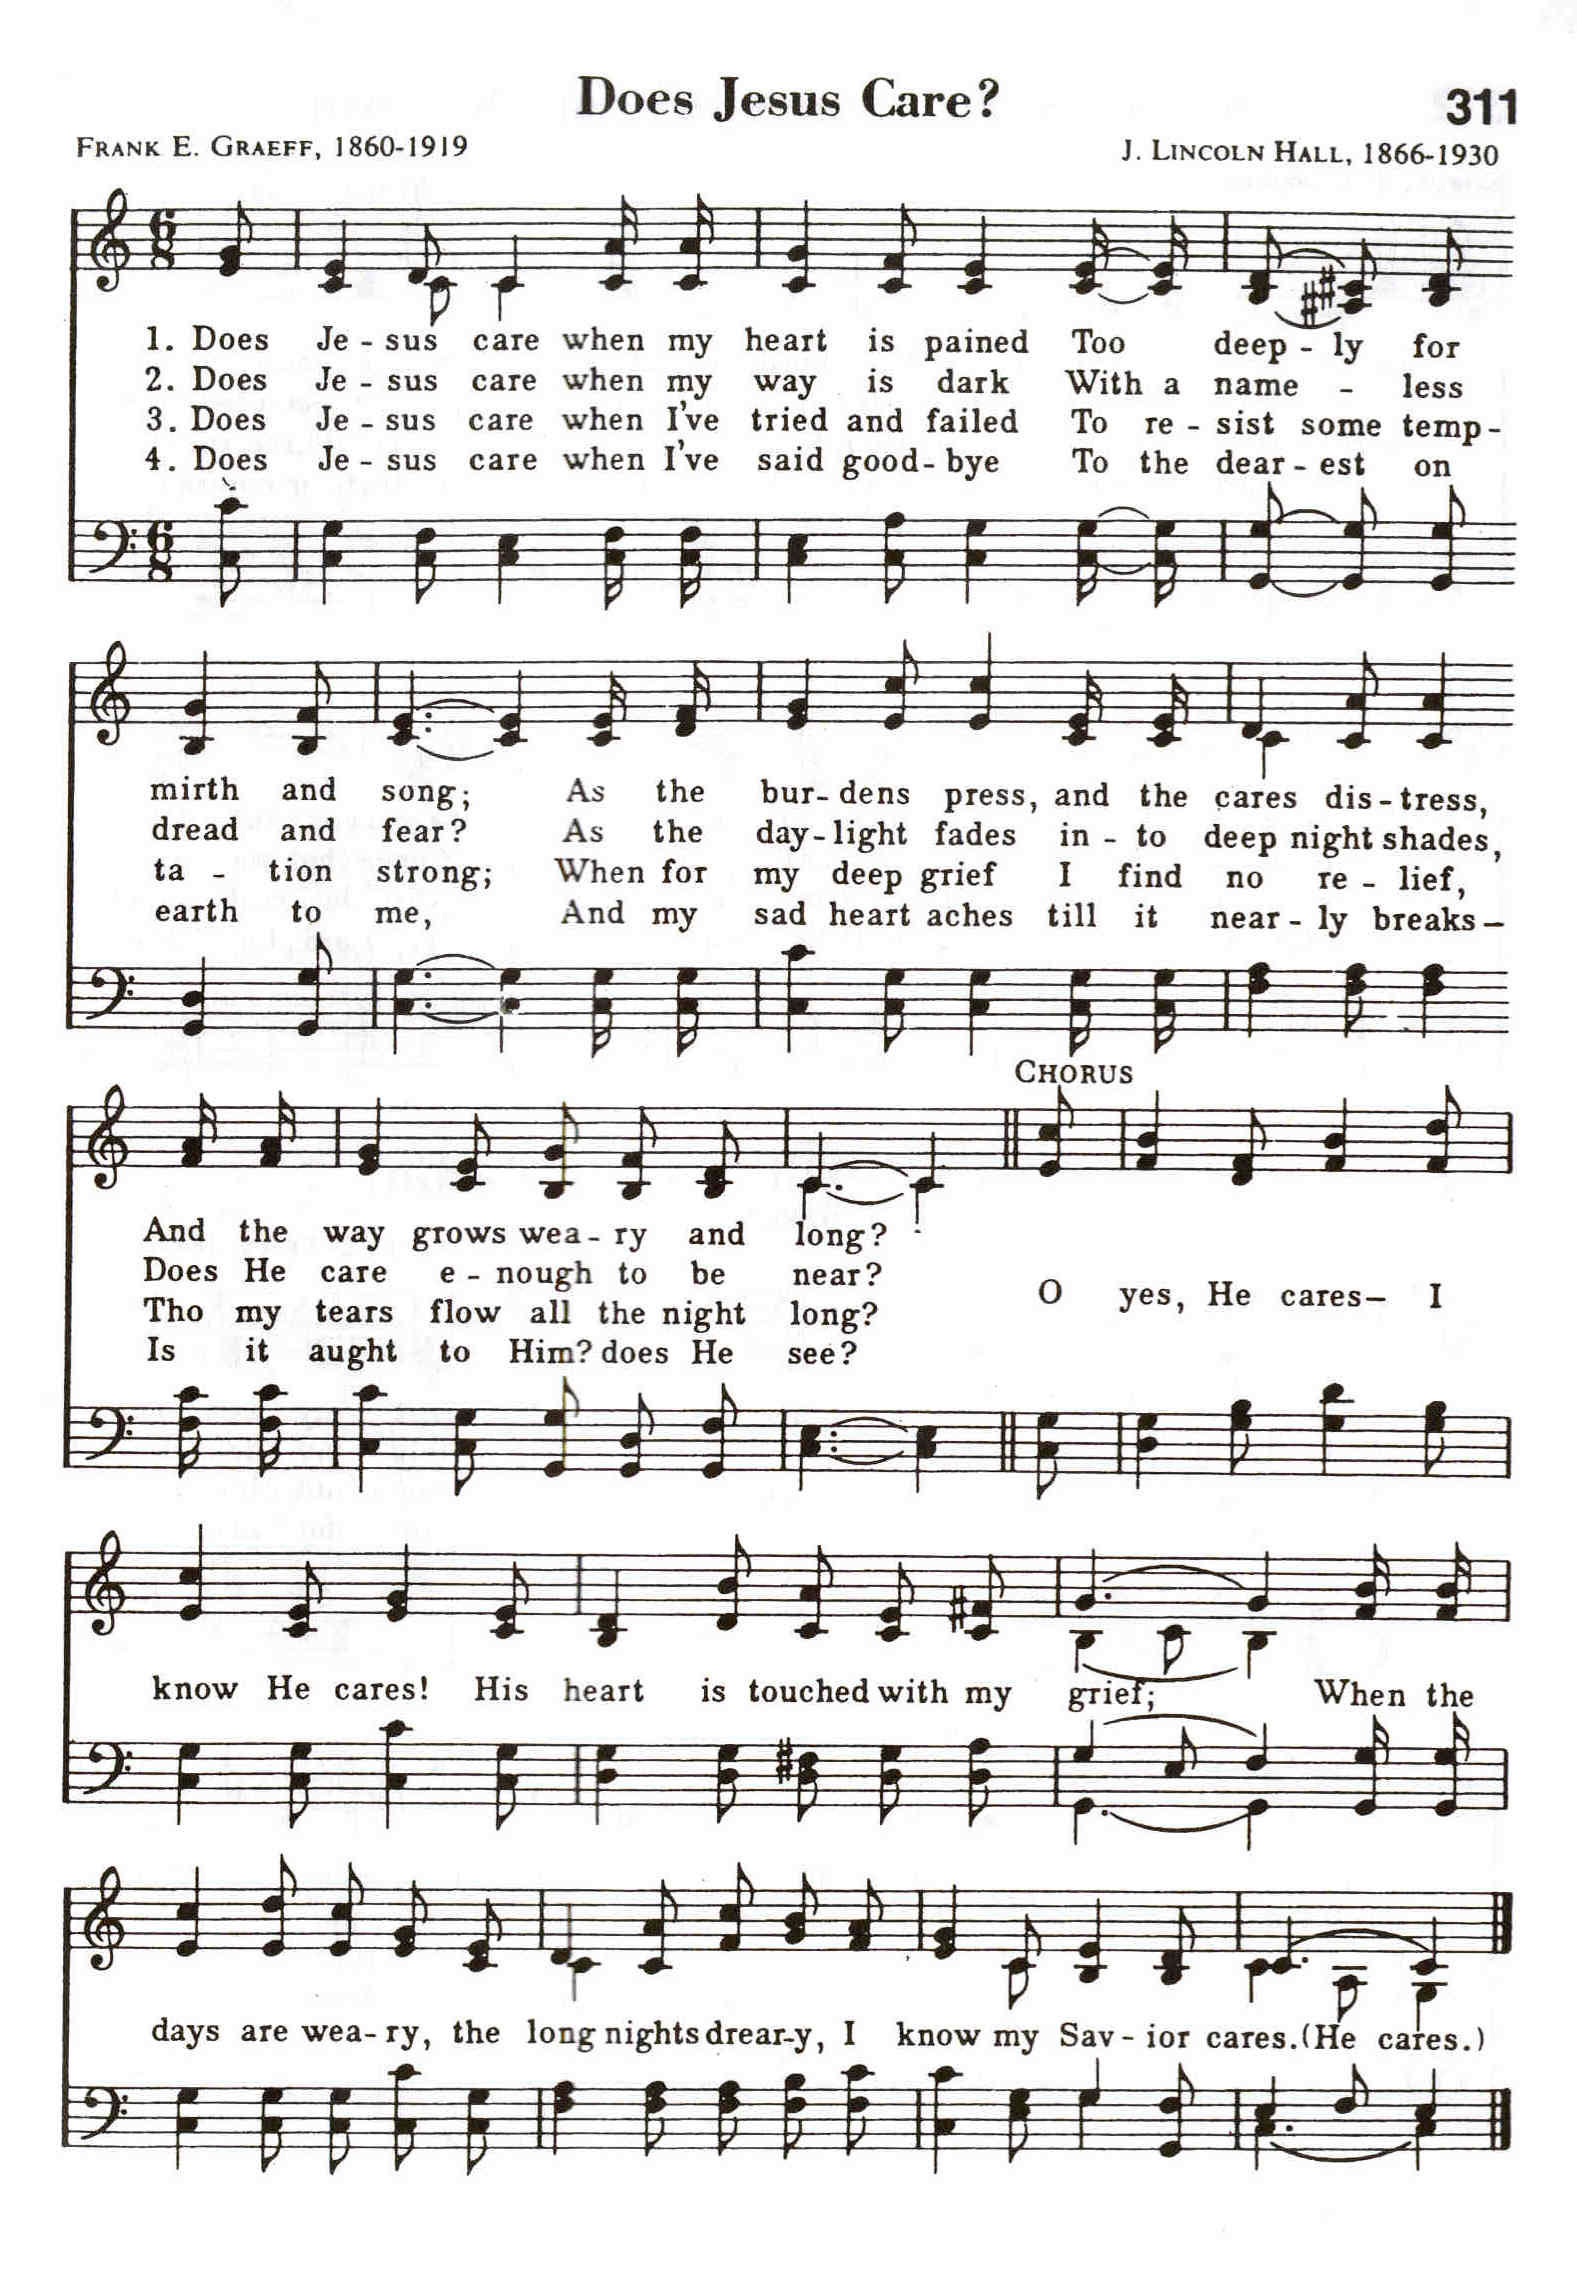 Does Jesus Care?
311
FRANK E. GRAEFF, 1860-1919
J. LINCOLN HALL, 1866-1930
1. Does Je - sus care when my heart is pained Too deep - ly for
2. Does Je - sus care when my way is dark With a name - less
3. Does Je - sus care when I've tried and failed To re - sist some temp-
4. Does Je - sus care when I've said good- bye To the dear - est on
mirth and song; As the bur- dens press, and the cares dis - tress,
dread and fear? As the day - light fades in - to deep night shades,
ta - tion strong; When for my deep grief I find no re - lief,
earth to me, And my sad heart aches till it near - ly breaks—
CHORUS
And the way grows wea - ry and long?
Does He care e - nough to be near?
Tho my tears flow all the night long?
Is it aught to Him? does He see?
O yes, He cares— I
know He cares! His heart is touched with my grief; When the
days are wea- ry, the long nights drear-y, I know my Sav - ior cares. (He cares.)